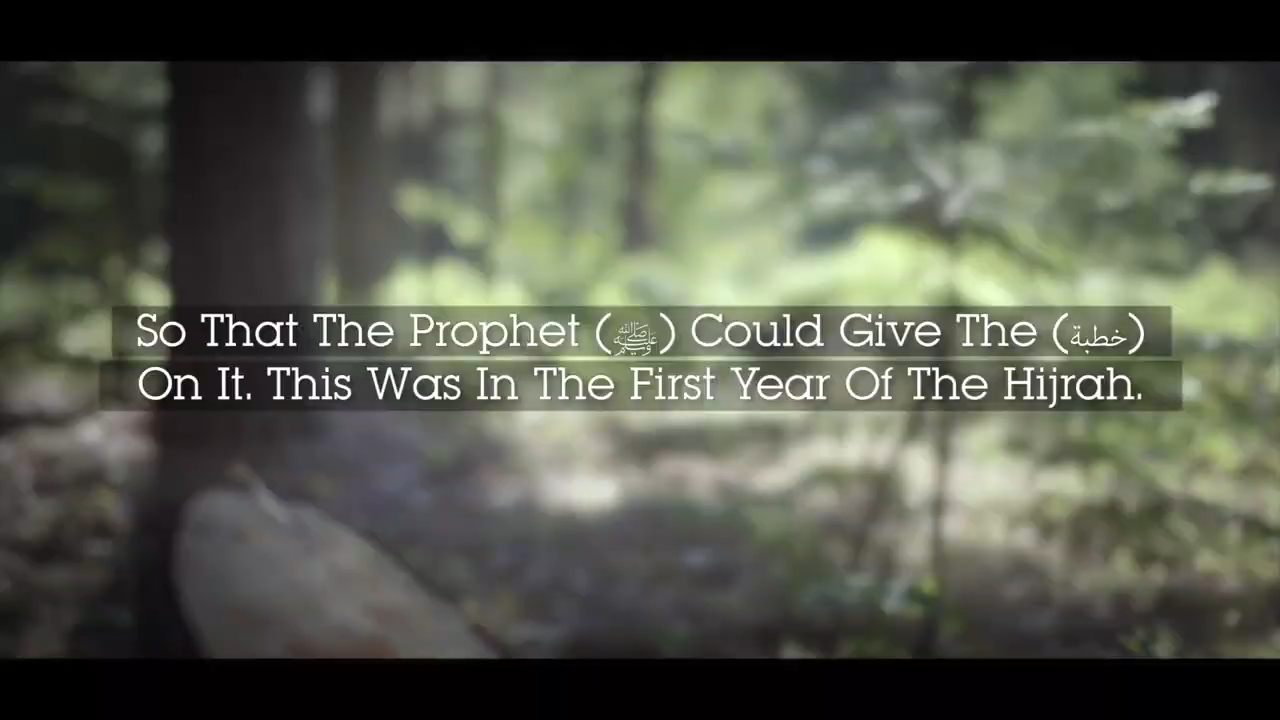 So That The Prophet (ﷺ) Could Give The (خطبة)
On It. This Was In The First Year Of The Hijrah.